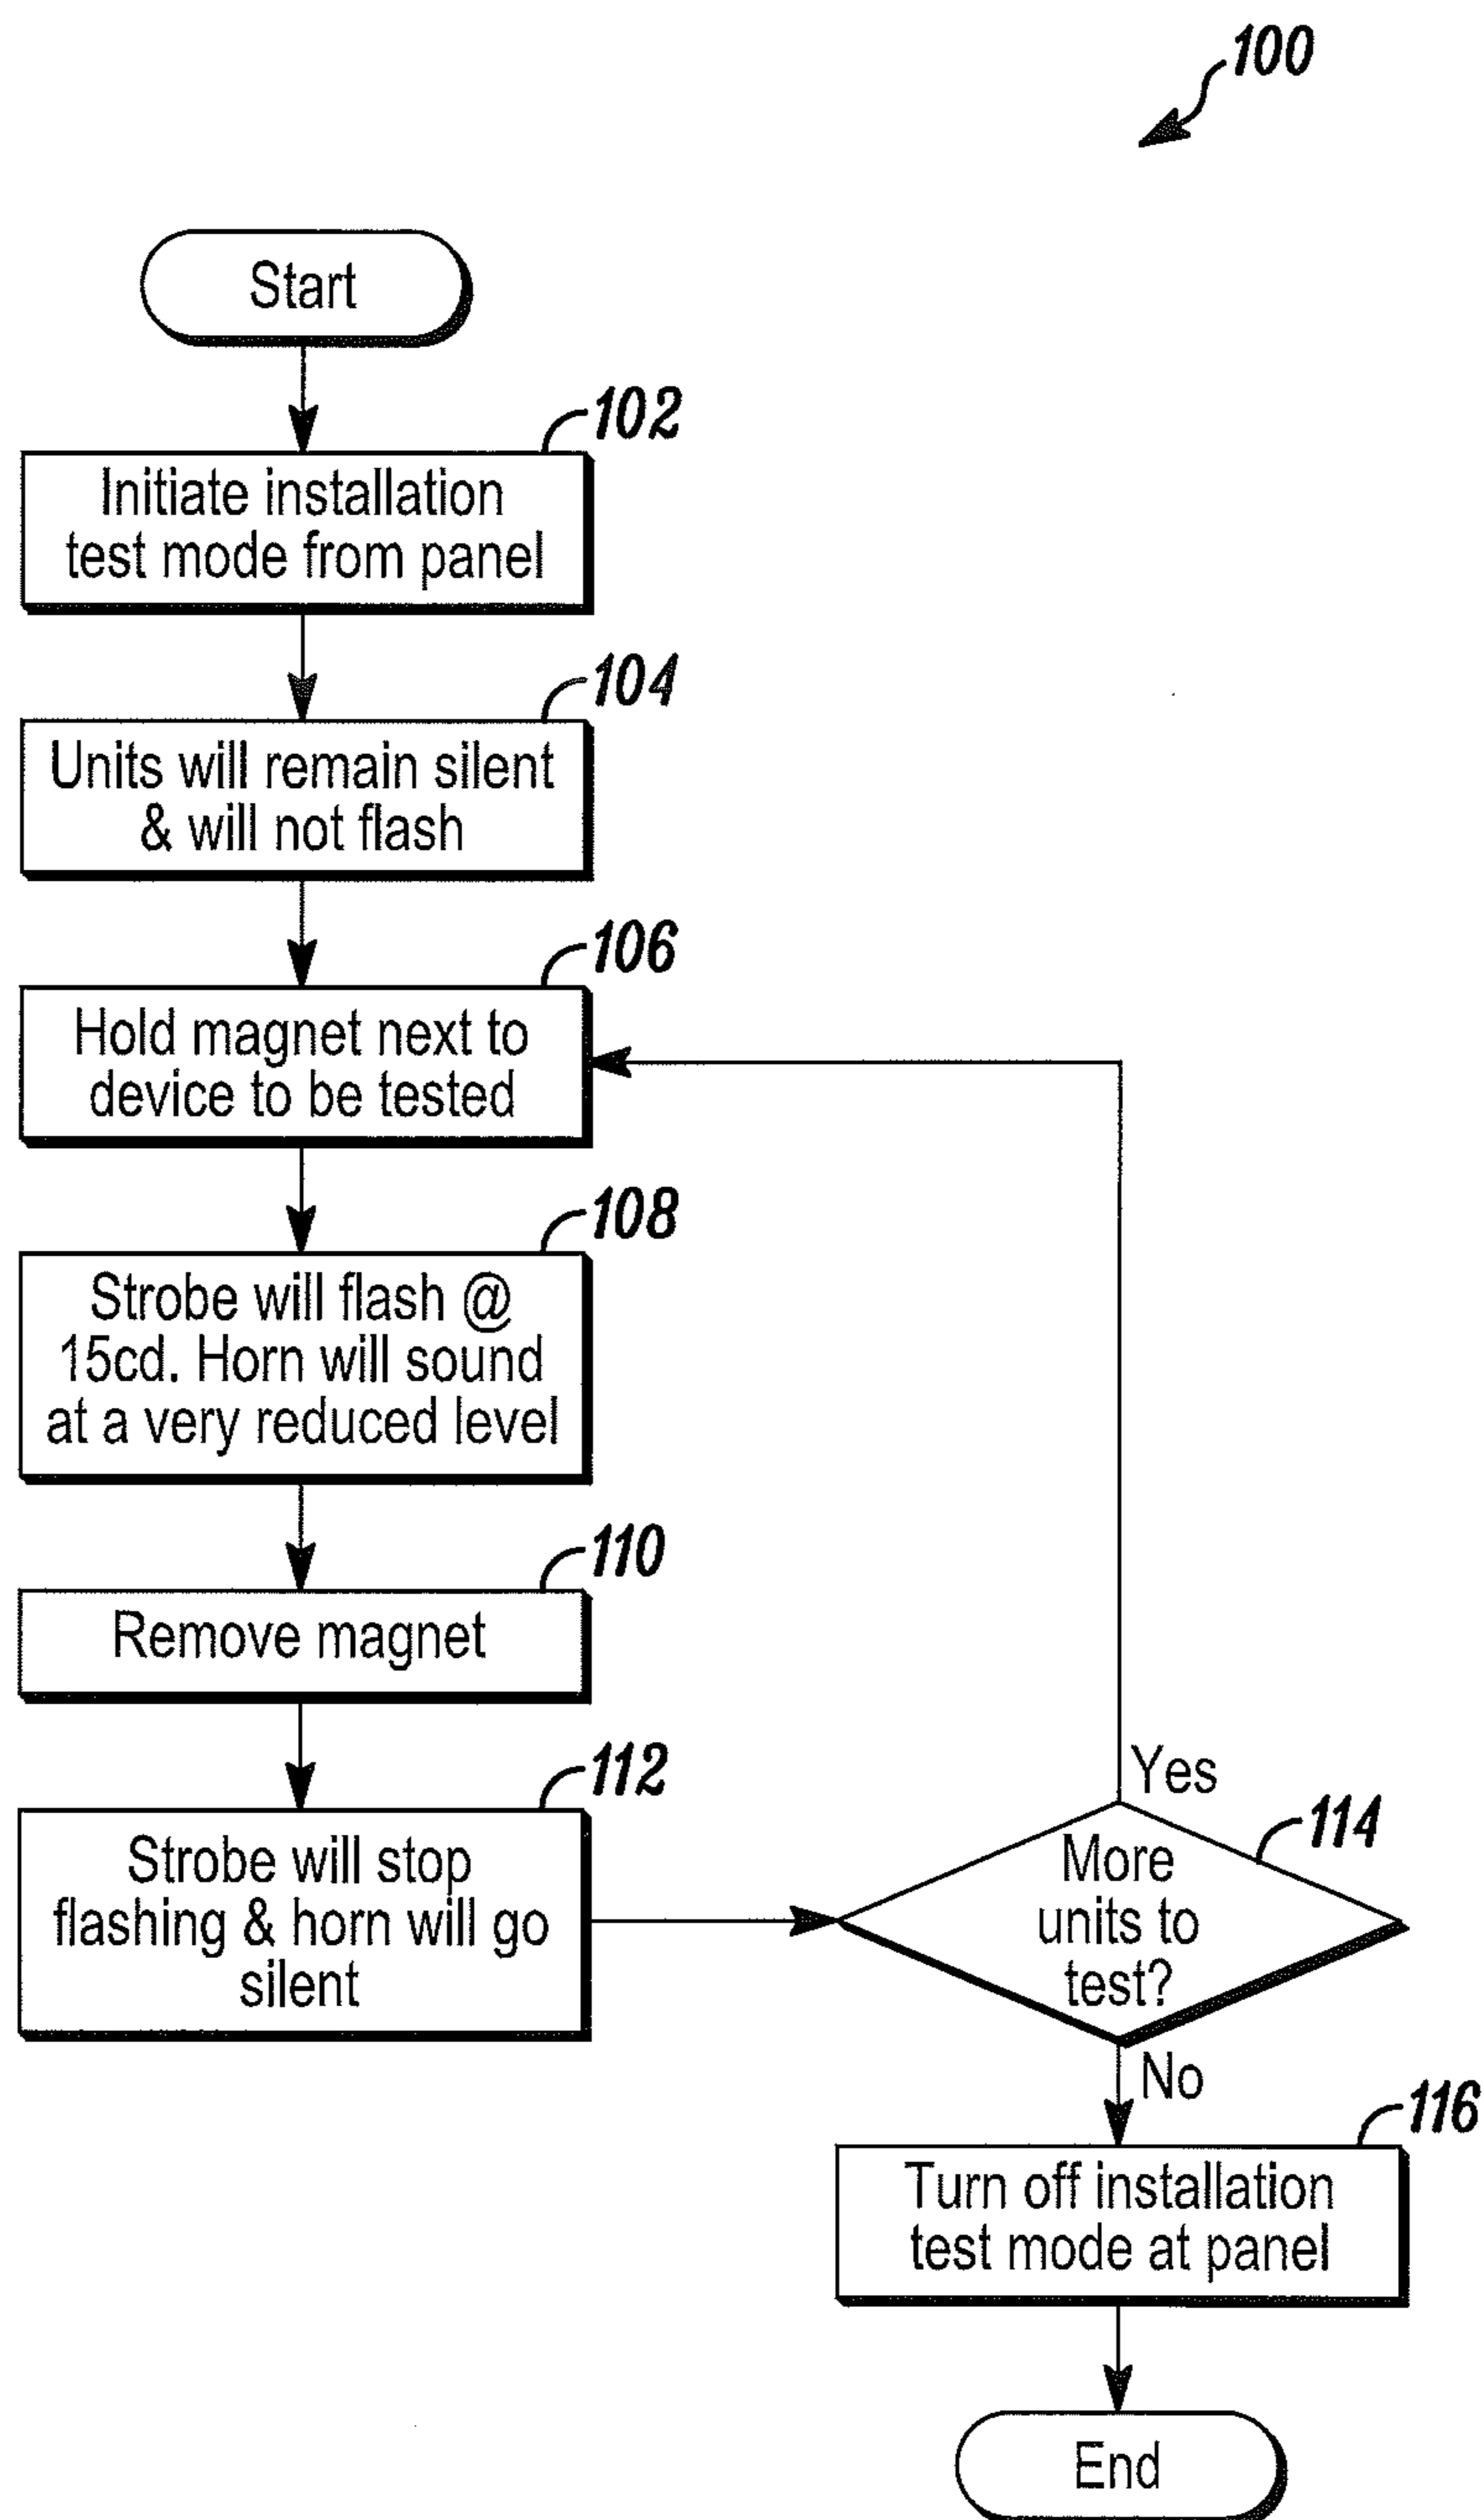 100
Start
102
Initiate installation
test mode from panel
104
Units will remain silent
& will not flash
106
Hold magnet next to
device to be tested
108
Strobe will flash @
15cd. Horn will sound
at a very reduced level
110
Remove magnet
112
Strobe will stop
flashing & horn will go
silent
Yes
114
More
units to
test?
No
116
Turn off installation
test mode at panel
End